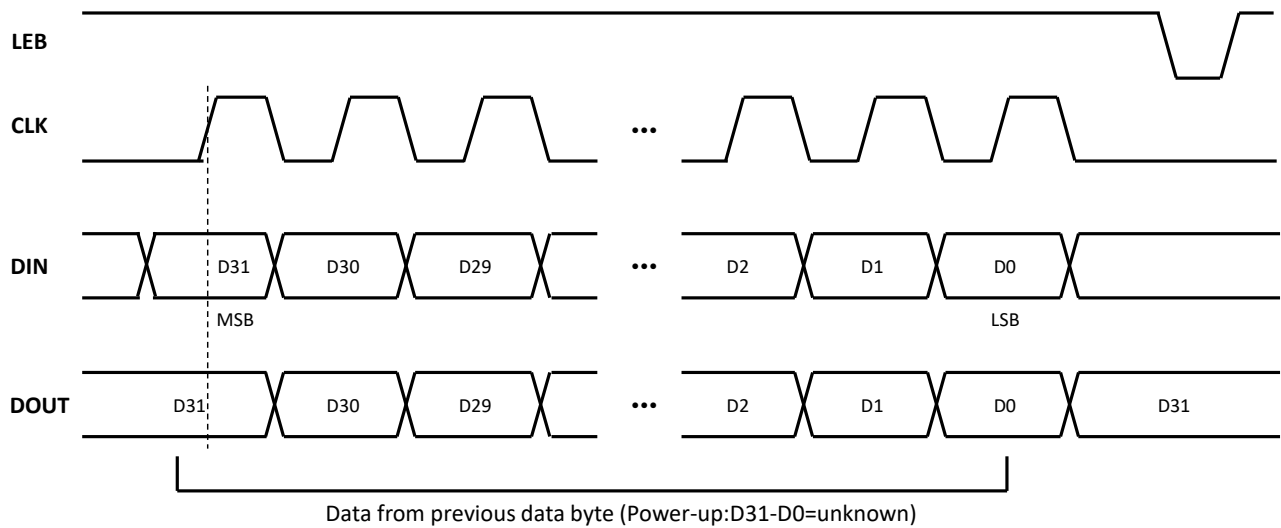 LEB
CLK
•••
DIN
D31 D30 D29 ••• D2 D1 D0
MSB LSB
DOUT
D31 D30 D29 ••• D2 D1 D0 D31
Data from previous data byte (Power-up:D31-D0=unknown)